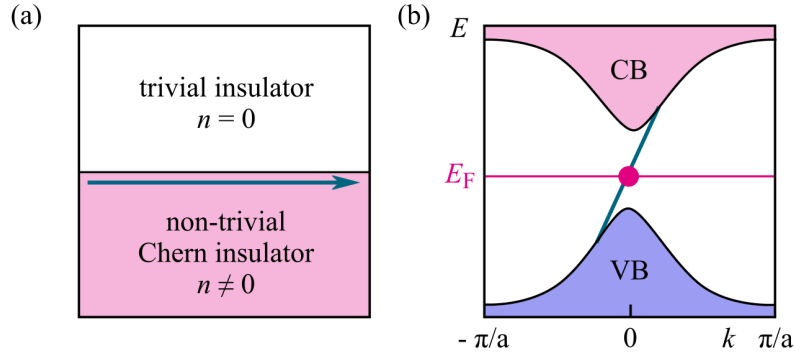 (a)
trivial insulator
n = 0
non-trivial
Chern insulator
n ≠ 0
(b)
E
CB
E_F
VB
- π/a 0 k π/a